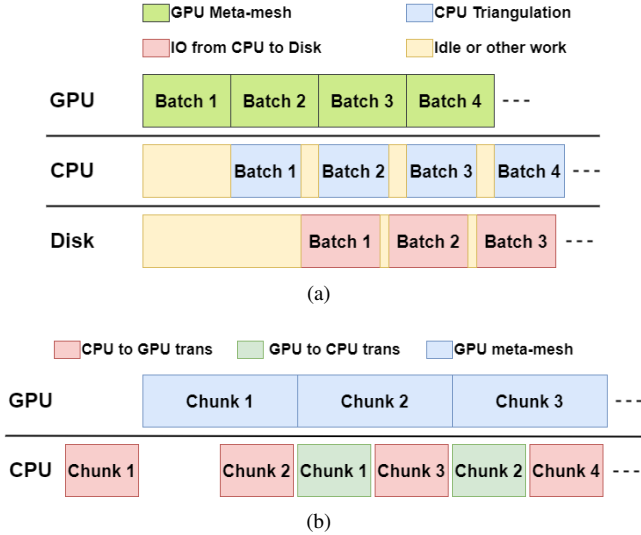 GPU Meta-mesh CPU Triangulation
IO from CPU to Disk Idle or other work
GPU Batch 1 Batch 2 Batch 3 Batch 4 ---
CPU Batch 1 Batch 2 Batch 3 Batch 4 ---
Disk Batch 1 Batch 2 Batch 3 ---
(a)
CPU to GPU trans GPU to CPU trans GPU meta-mesh
GPU Chunk 1 Chunk 2 Chunk 3 ---
CPU Chunk 1 Chunk 2 Chunk 1 Chunk 3 Chunk 2 Chunk 4 ---
(b)